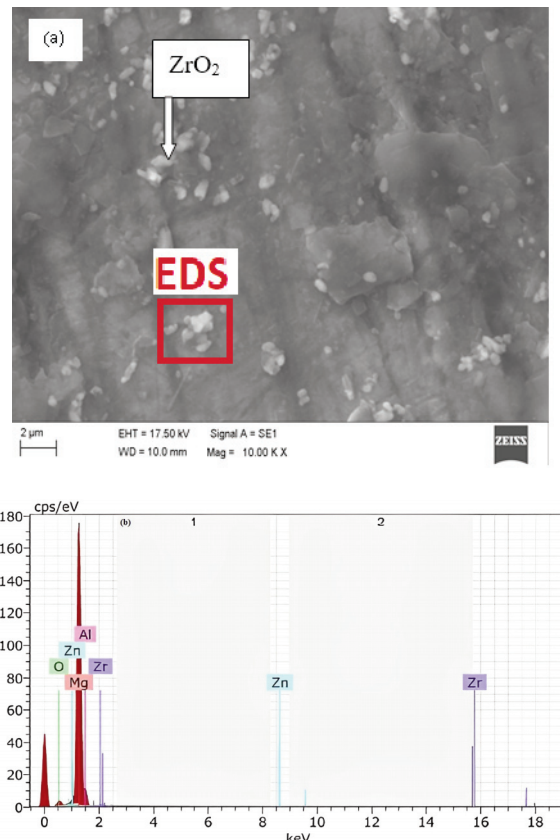 (a)
ZrO₂
EDS
2 µm
EHT = 17.50 kV Signal A = SE1
WD = 10.0 mm Mag = 10.00 K X
ZEISS
cps/eV
(b) 1 2
180
160
140
120
100
80
60
40
20
0
Al
Zn
O Zr
Mg
Zn Zr
0 2 4 6 8 10 12 14 16 18
keV